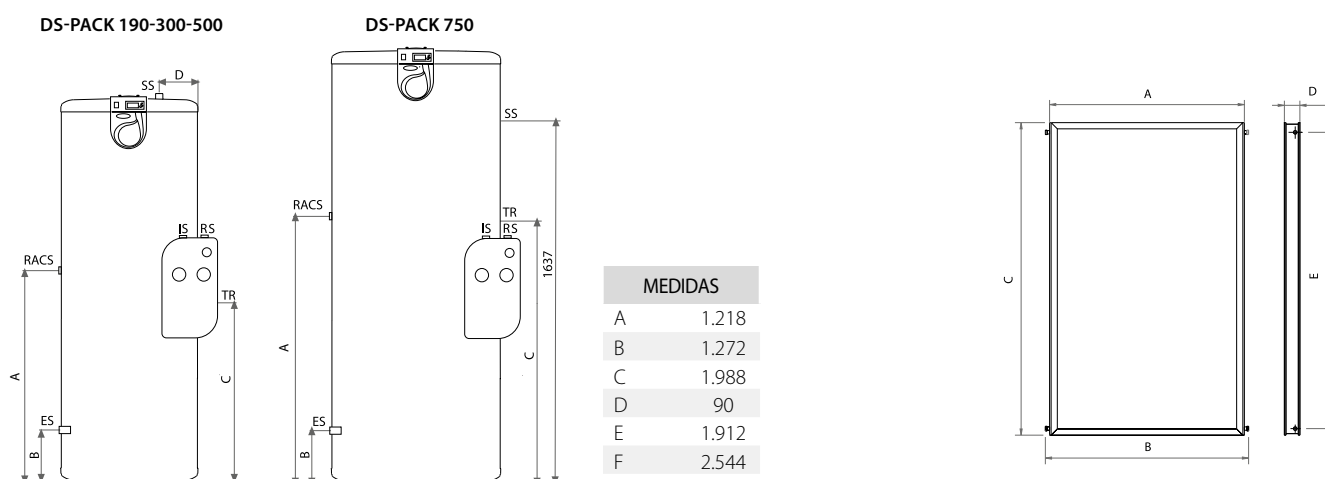 DS-PACK 190-300-500
SS
D
IS RS
RACS
TR
A
C
ES
B
DS-PACK 750
SS
RACS
TR
IS RS
1637
A
C
ES
B
MEDIDAS
A 1.218
B 1.272
C 1.988
D 90
E 1.912
F 2.544
A
D
C
E
B